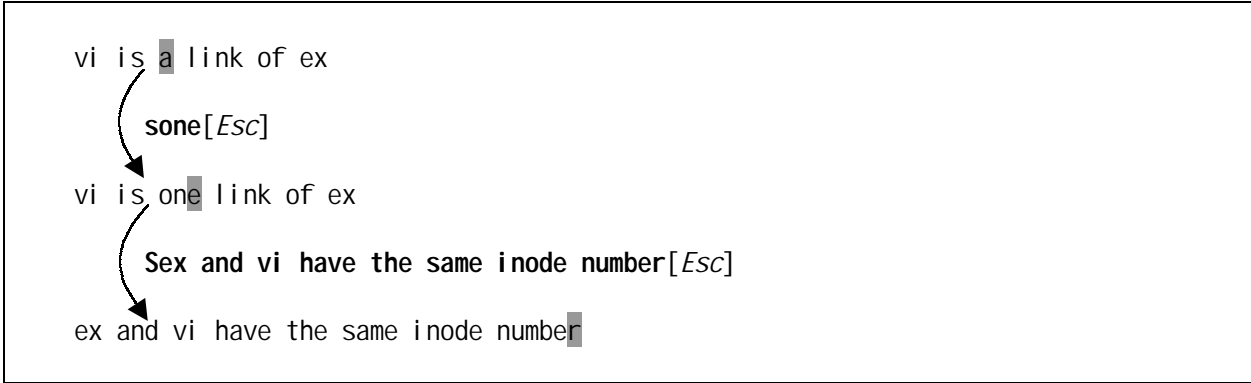 vi is a link of ex
sone[Esc]
vi is one link of ex
Sex and vi have the same inode number[Esc]
ex and vi have the same inode number